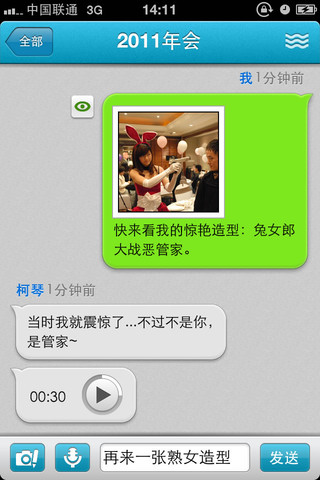 中国联通 3G 14:11
全部 2011年会
我 1分钟前
快来看我的惊艳造型：兔女郎
大战恶管家。
柯琴 1分钟前
当时我就震惊了...不过不是你，
是管家~
00:30
再来一张熟女造型 发送